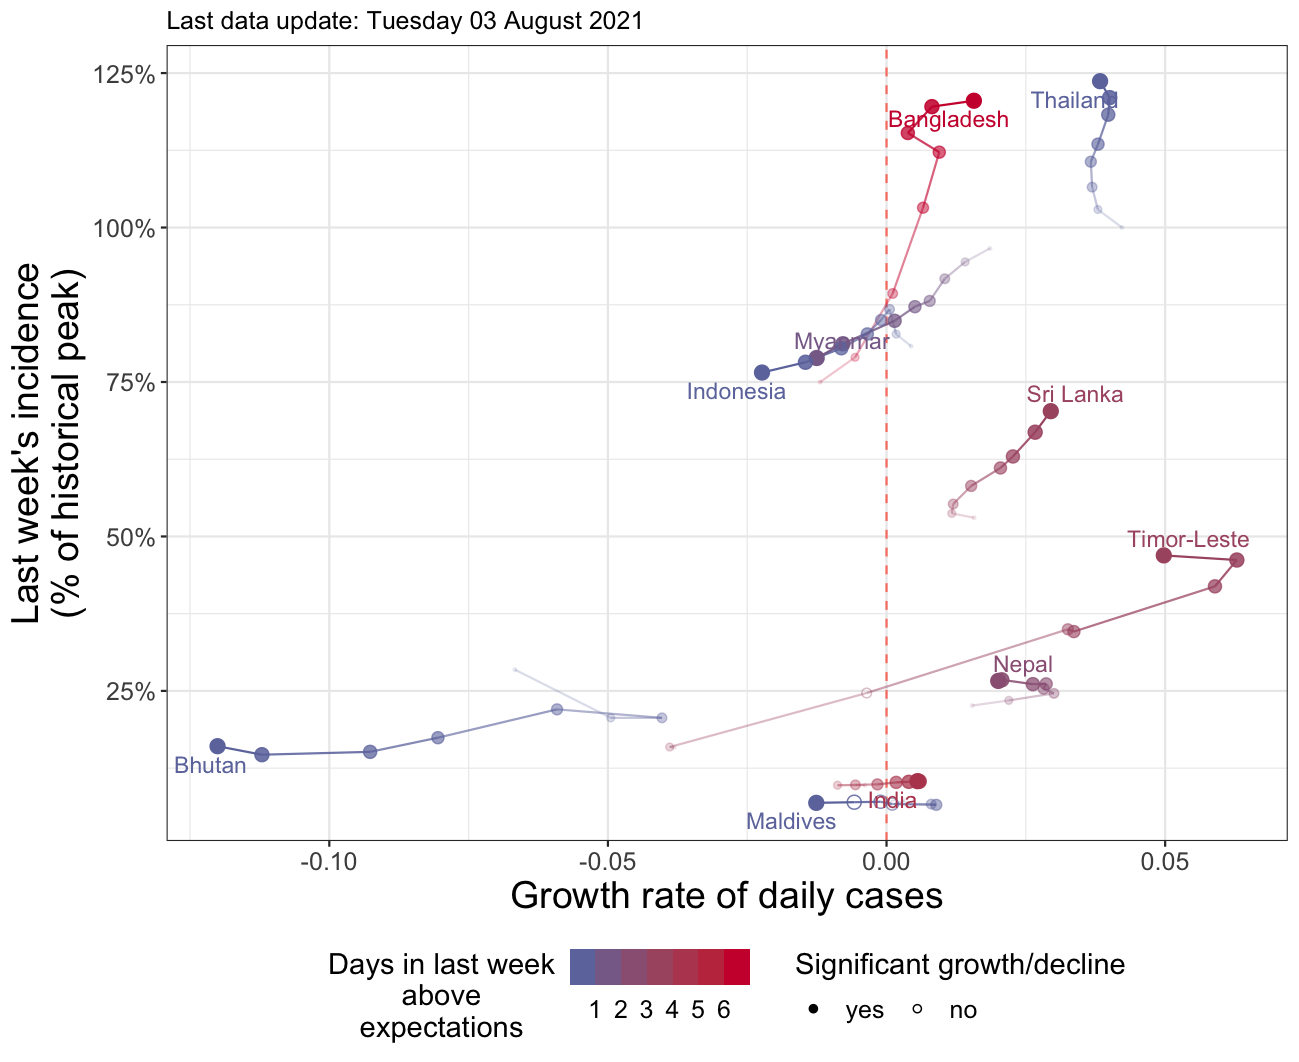 Last data update: Tuesday 03 August 2021
Last week's incidence
(% of historical peak)
125%
100%
75%
50%
25%
Thailand
Bangladesh
Myanmar
Indonesia
Sri Lanka
Timor-Leste
Nepal
Bhutan
India
Maldives
-0.10
-0.05
0.00
0.05
Growth rate of daily cases
Days in last week
above
expectations
1 2 3 4 5 6
Significant growth/decline
yes
no